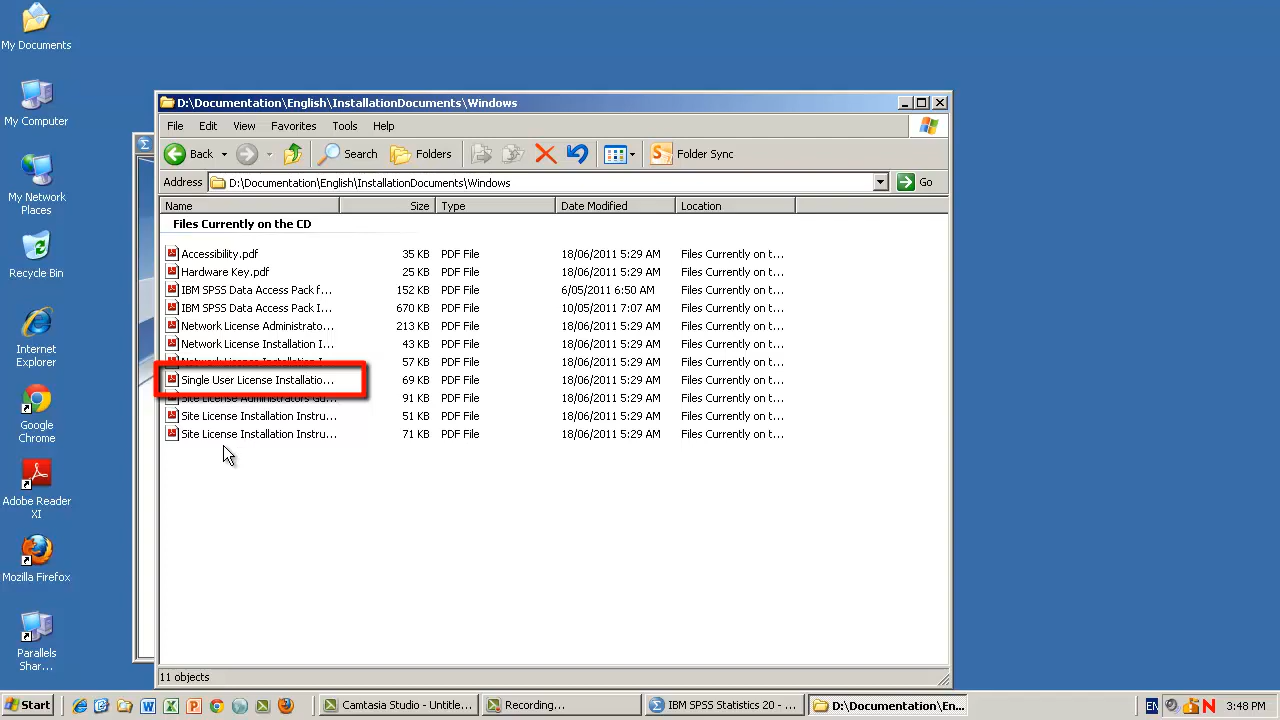 My Documents
My Computer
My Network
Places
Recycle Bin
Internet
Explorer
Google
Chrome
Adobe Reader
XI
Mozilla Firefox
Parallels
Shar...
D:\Documentation\English\InstallationDocuments\Windows
File Edit View Favorites Tools Help
Back Search Folders Folder Sync
Address D:\Documentation\English\InstallationDocuments\Windows Go
Name Size Type Date Modified Location
Files Currently on the CD
Accessibility.pdf 35 KB PDF File 18/06/2011 5:29 AM Files Currently on t...
Hardware Key.pdf 25 KB PDF File 18/06/2011 5:29 AM Files Currently on t...
IBM SPSS Data Access Pack f... 152 KB PDF File 6/05/2011 6:50 AM Files Currently on t...
IBM SPSS Data Access Pack I... 670 KB PDF File 10/05/2011 7:07 AM Files Currently on t...
Network License Administrato... 213 KB PDF File 18/06/2011 5:29 AM Files Currently on t...
Network License Installation I... 43 KB PDF File 18/06/2011 5:29 AM Files Currently on t...
Network License Installation I... 57 KB PDF File 18/06/2011 5:29 AM Files Currently on t...
Single User License Installatio... 69 KB PDF File 18/06/2011 5:29 AM Files Currently on t...
Site License Administrators Gu... 91 KB PDF File 18/06/2011 5:29 AM Files Currently on t...
Site License Installation Instru... 51 KB PDF File 18/06/2011 5:29 AM Files Currently on t...
Site License Installation Instru... 71 KB PDF File 18/06/2011 5:29 AM Files Currently on t...
11 objects
Start Camtasia Studio - Untitle... Recording... IBM SPSS Statistics 20 - ... D:\Documentation\En... EN 3:48 PM